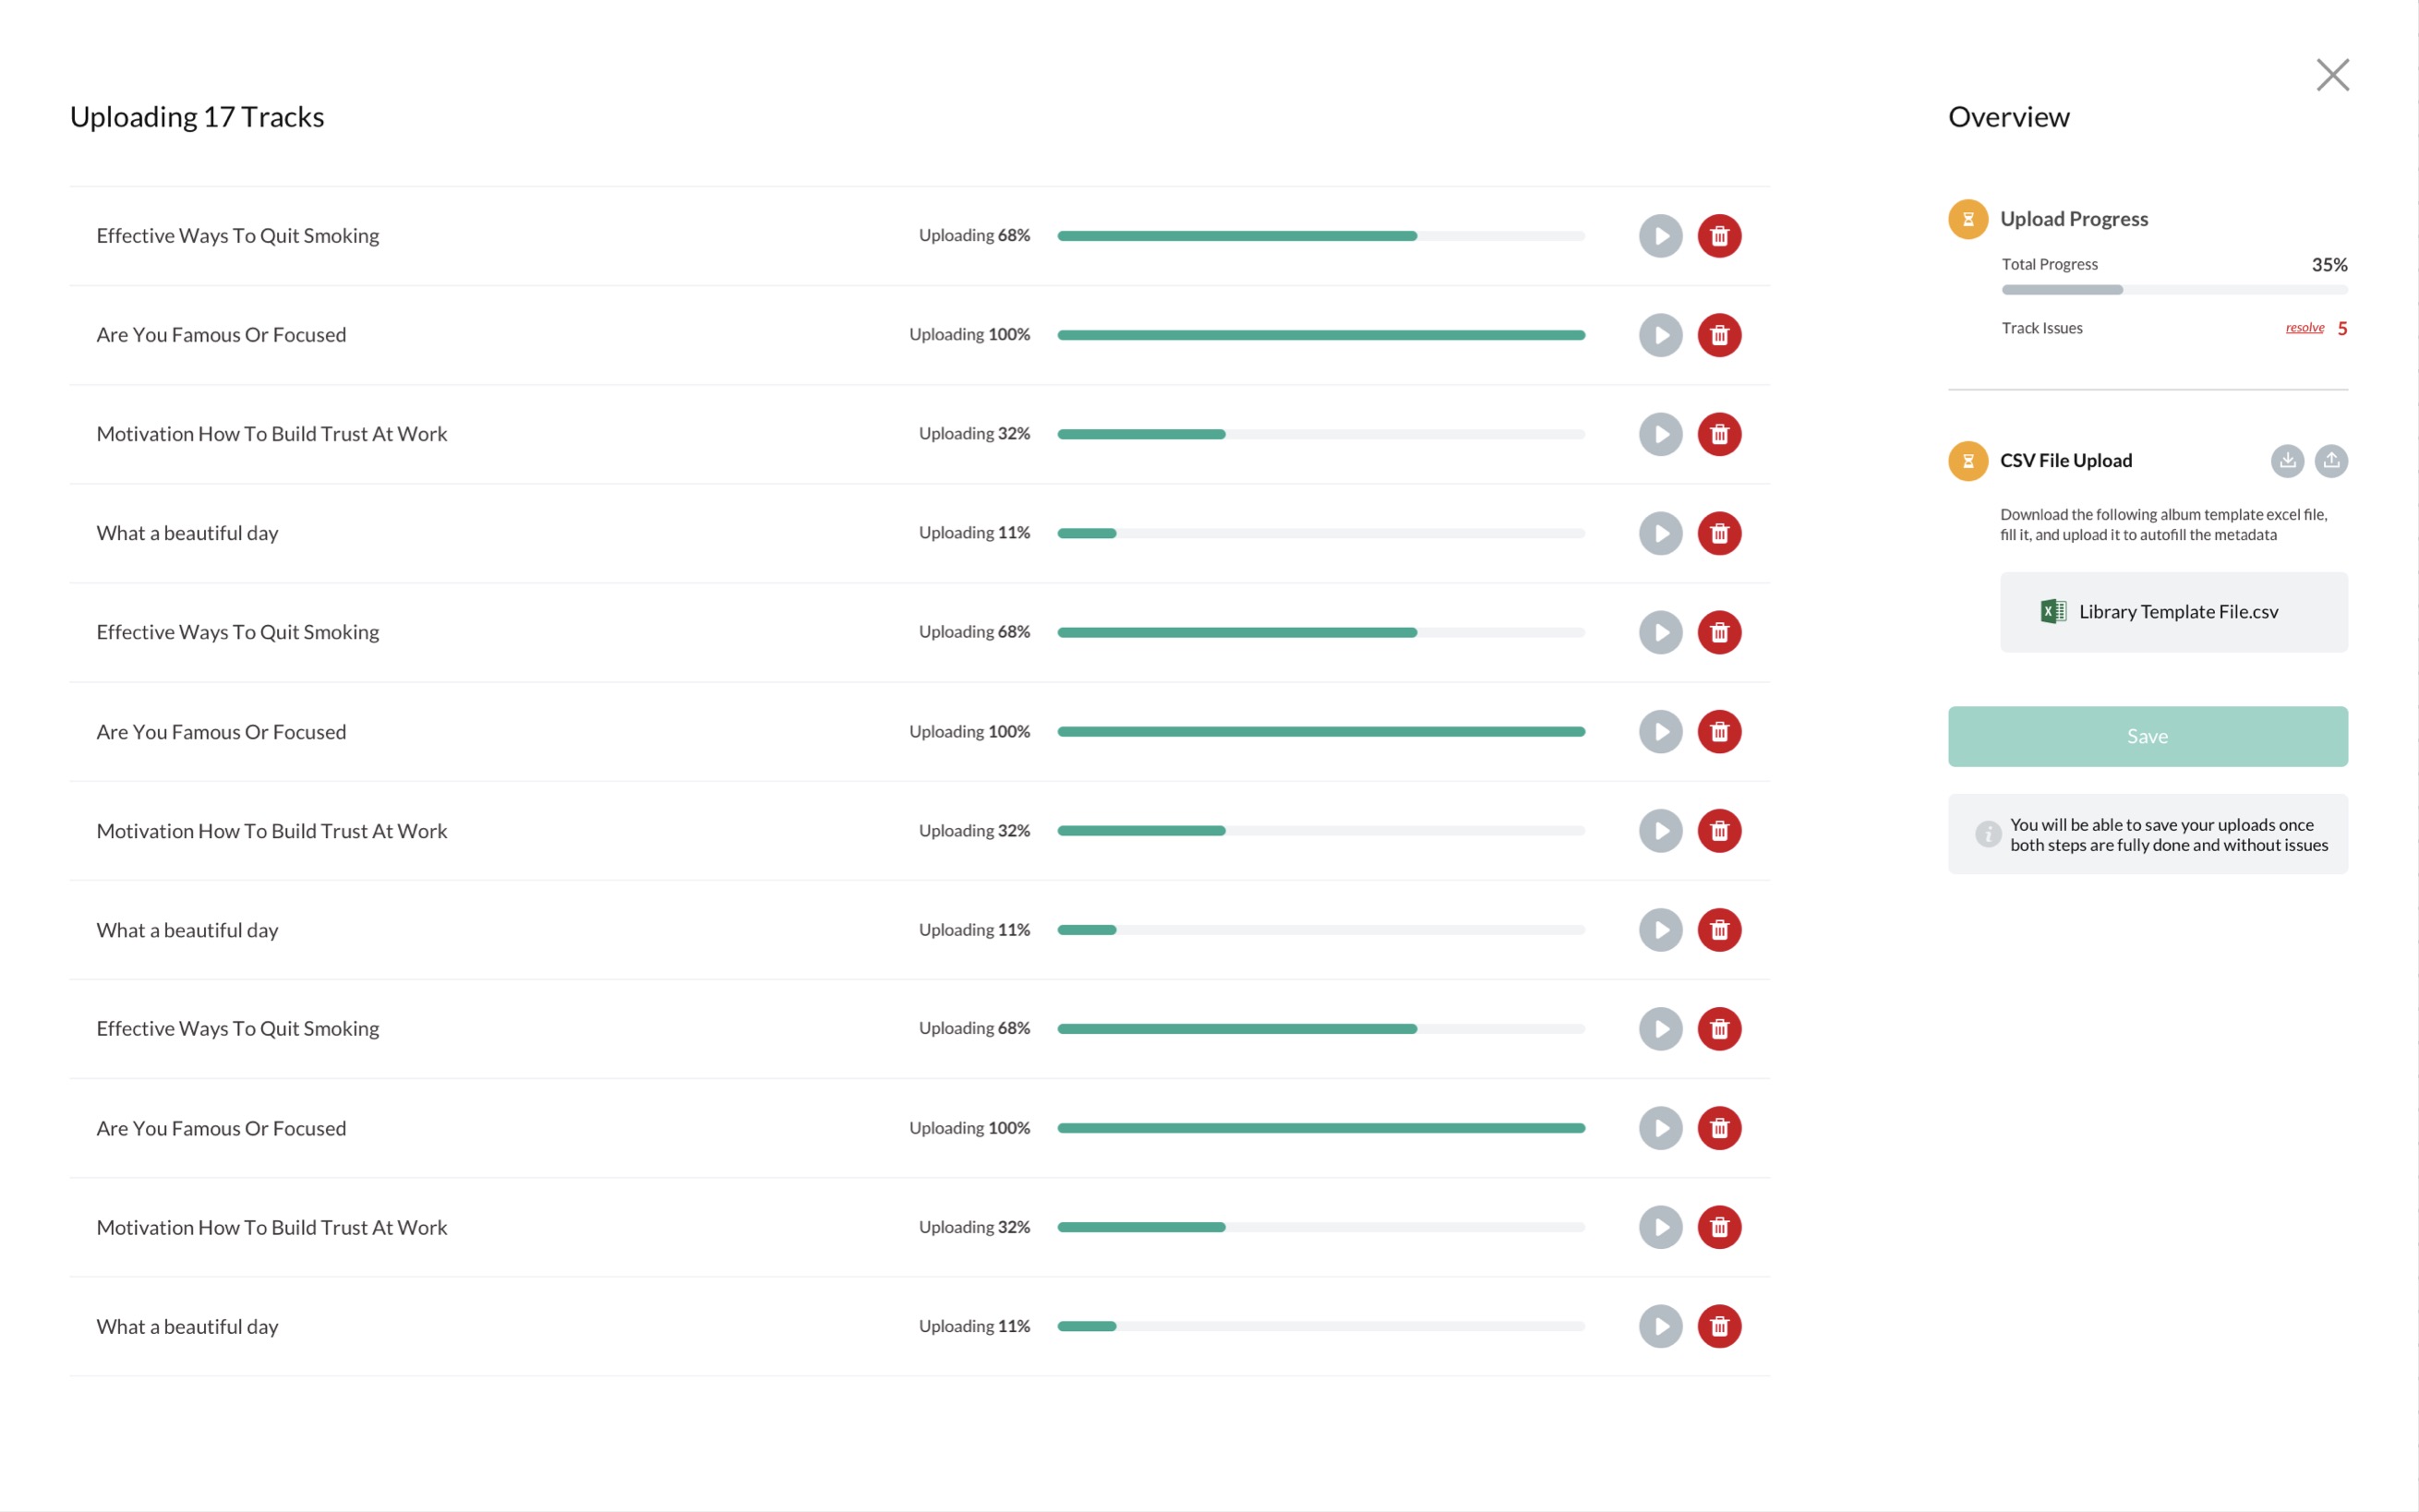 Uploading 17 Tracks
Effective Ways To Quit Smoking
Uploading 68%
Are You Famous Or Focused
Uploading 100%
Motivation How To Build Trust At Work
Uploading 32%
What a beautiful day
Uploading 11%
Effective Ways To Quit Smoking
Uploading 68%
Are You Famous Or Focused
Uploading 100%
Motivation How To Build Trust At Work
Uploading 32%
What a beautiful day
Uploading 11%
Effective Ways To Quit Smoking
Uploading 68%
Are You Famous Or Focused
Uploading 100%
Motivation How To Build Trust At Work
Uploading 32%
What a beautiful day
Uploading 11%
Overview
Upload Progress
Total Progress
35%
Track Issues
resolve 5
CSV File Upload
Download the following album template excel file,
fill it, and upload it to autofill the metadata
Library Template File.csv
Save
You will be able to save your uploads once
both steps are fully done and without issues